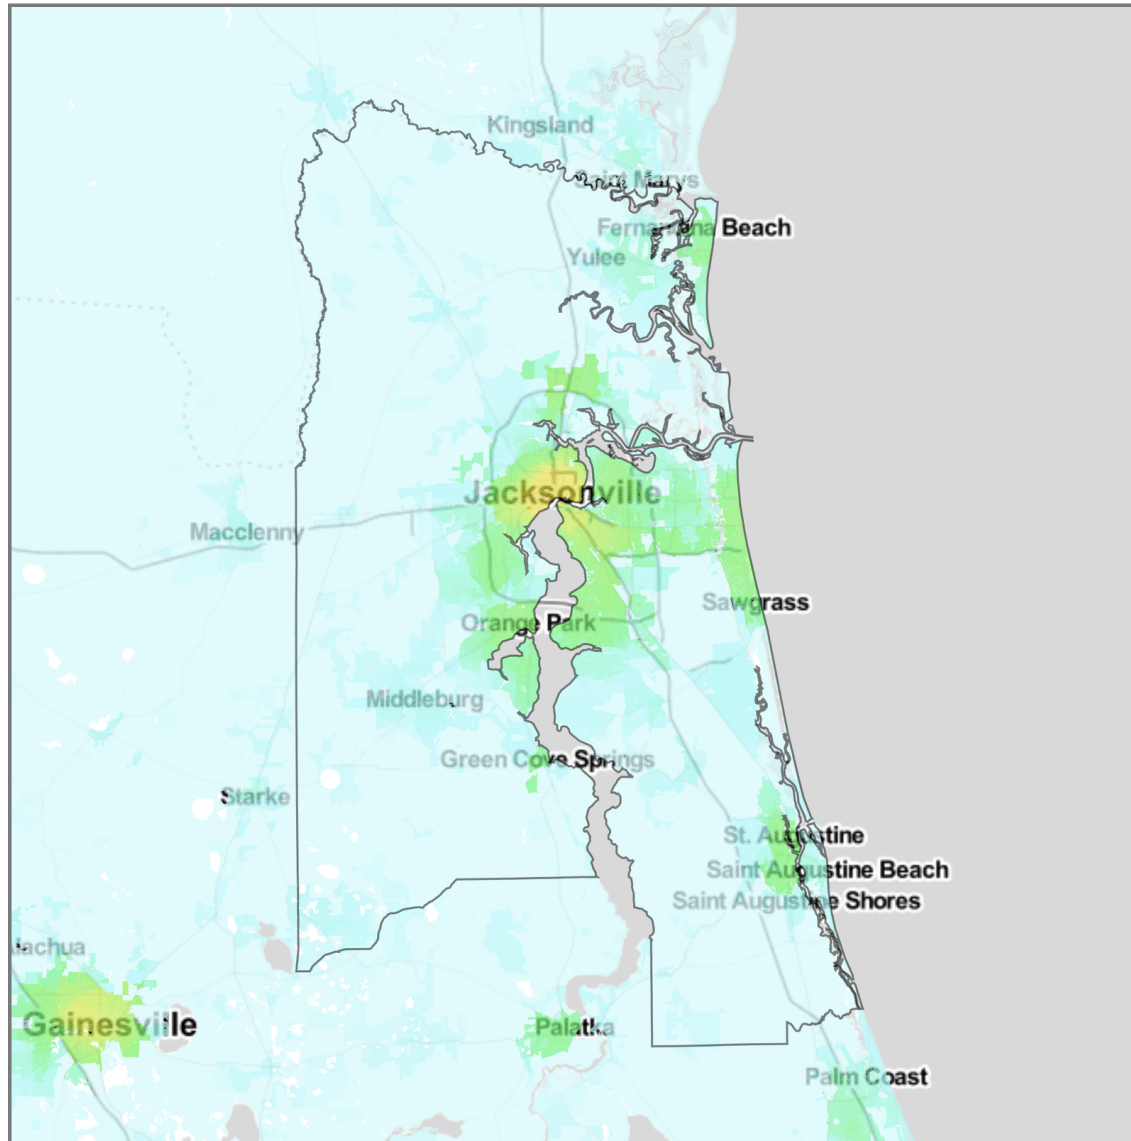 Kingsland
Saint Marys
Fernandina Beach
Yulee
Jacksonville
Macclenny
Sawgrass
Orange Park
Middleburg
Green Cove Springs
Starke
St. Augustine
Saint Augustine Beach
Saint Augustine Shores
Alachua
Gainesville
Palatka
Palm Coast